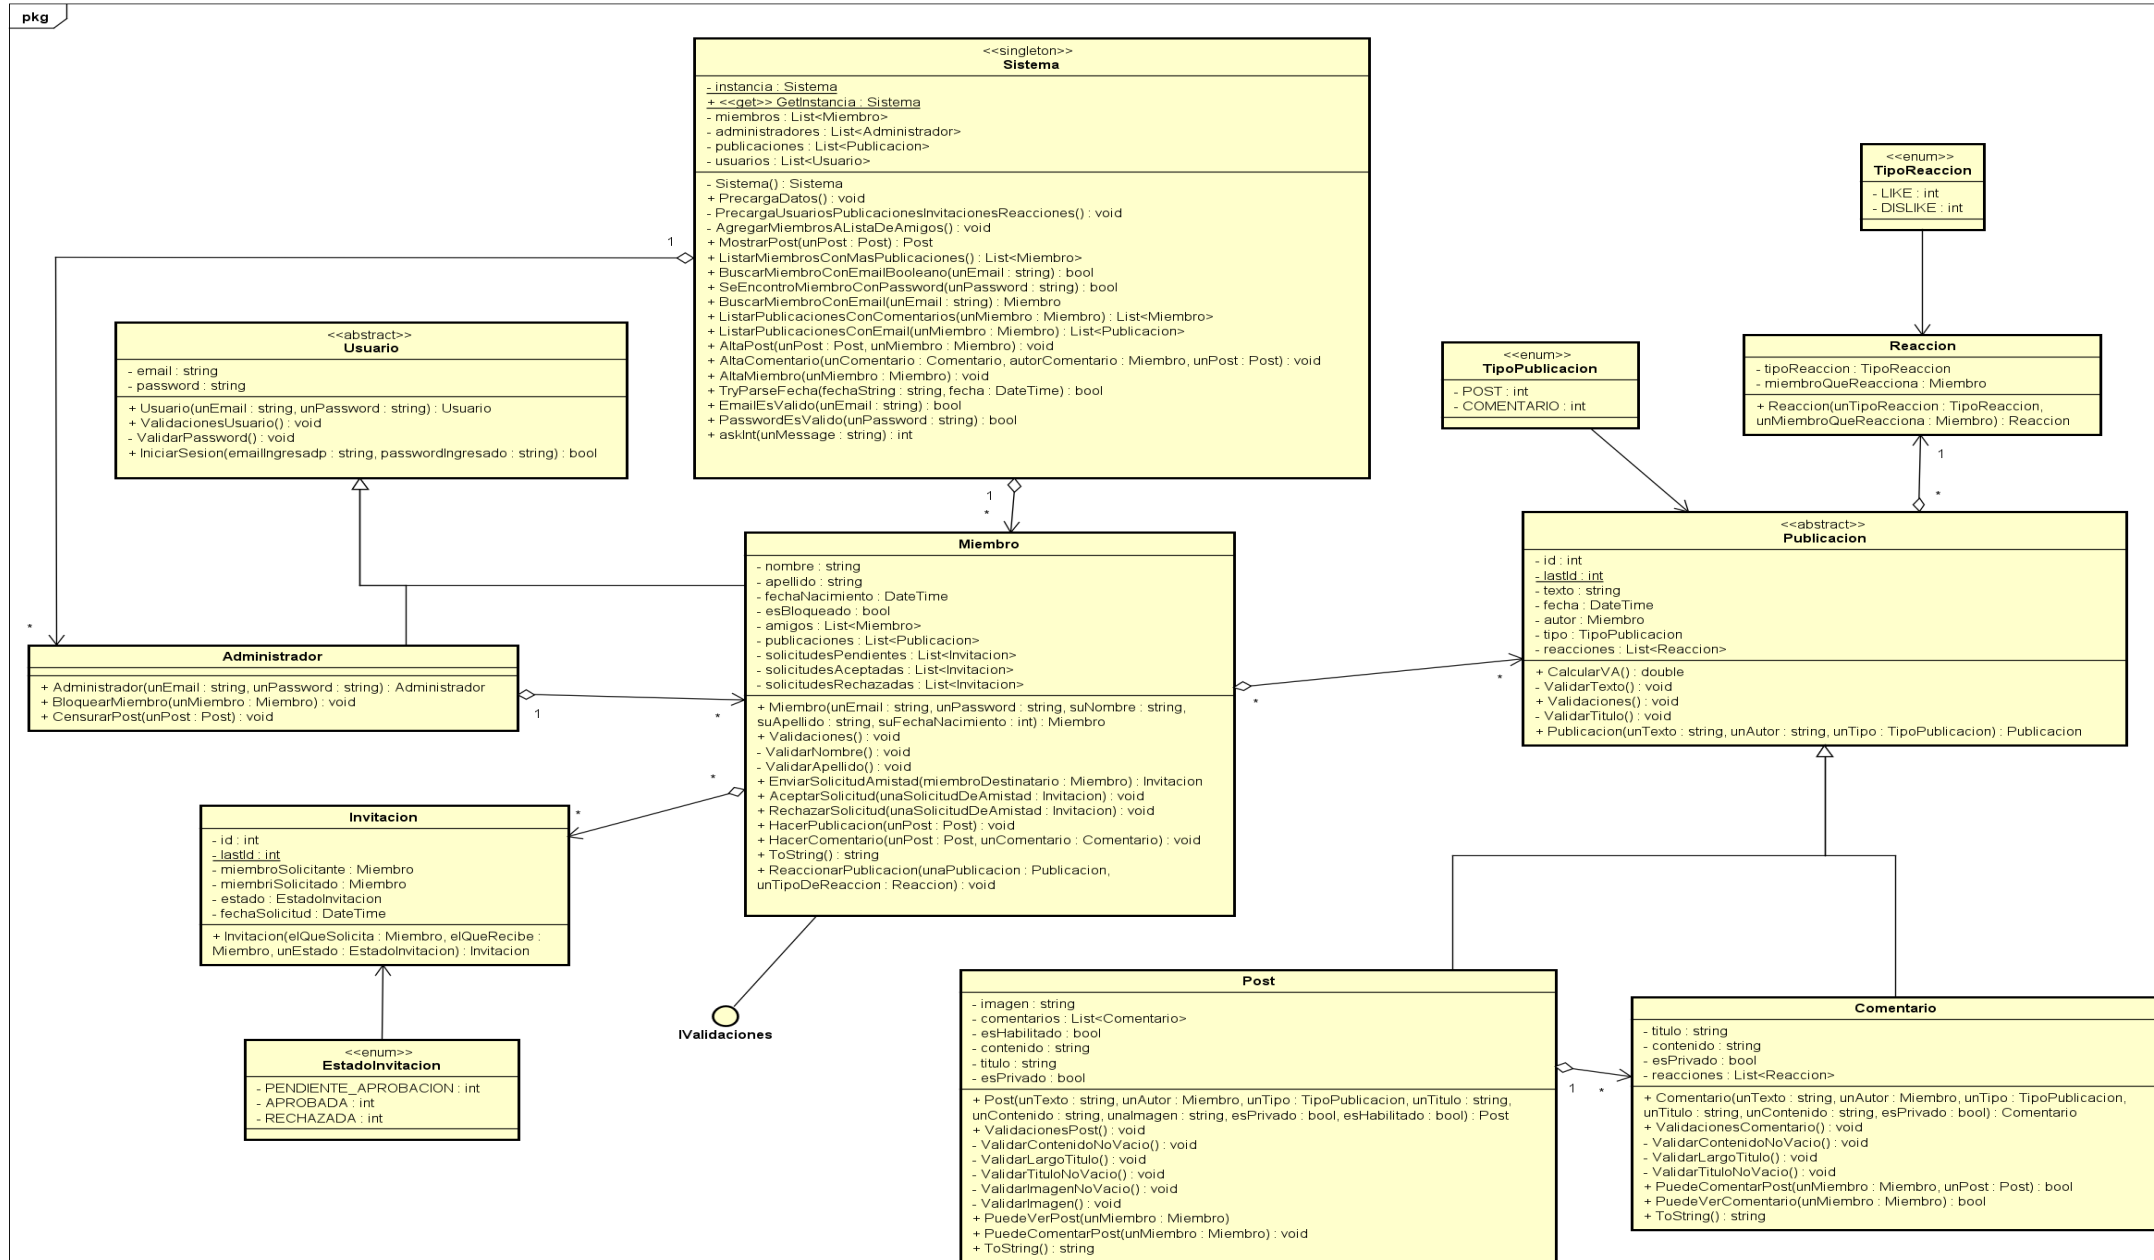 pkg
<<singleton>>
Sistema
- instancia : Sistema
+ <<get>> GetInstancia : Sistema
- miembros : List<Miembro>
- administradores : List<Administrador>
- publicaciones : List<Publicacion>
- usuarios : List<Usuario>
- Sistema() : Sistema
+ PrecargaDatos() : void
- PrecargaUsuariosPublicacionesInvitacionesReacciones() : void
- AgregarMiembrosAListaDeAmigos() : void
+ MostrarPost(unPost : Post) : Post
+ ListarMiembrosConMasPublicaciones() : List<Miembro>
+ BuscarMiembroConEmailBooleano(unEmail : string) : bool
+ SeEncontroMiembroConPassword(unPassword : string) : bool
+ BuscarMiembroConEmail(unEmail : string) : Miembro
+ ListarPublicacionesConComentarios(unMiembro : Miembro) : List<Miembro>
+ ListarPublicacionesConEmail(unMiembro : Miembro) : List<Publicacion>
+ AltaPost(unPost : Post, unMiembro : Miembro) : void
+ AltaComentario(unComentario : Comentario, autorComentario : Miembro, unPost : Post) : void
+ AltaMiembro(unMiembro : Miembro) : void
+ TryParseFecha(fechaString : string, fecha : DateTime) : bool
+ EmailEsValido(unEmail : string) : bool
+ PasswordEsValido(unPassword : string) : bool
+ askInt(unMessage : string) : int
1
*
1
*
<<enum>>
TipoReaccion
- LIKE : int
- DISLIKE : int
<<abstract>>
Usuario
- email : string
- password : string
+ Usuario(unEmail : string, unPassword : string) : Usuario
+ ValidacionesUsuario() : void
- ValidarPassword() : void
+ IniciarSesion(emailIngresadp : string, passwordIngresado : string) : bool
<<enum>>
TipoPublicacion
- POST : int
- COMENTARIO : int
Reaccion
- tipoReaccion : TipoReaccion
- miembroQueReacciona : Miembro
+ Reaccion(unTipoReaccion : TipoReaccion,
unMiembroQueReacciona : Miembro) : Reaccion
1
*
Administrador
+ Administrador(unEmail : string, unPassword : string) : Administrador
+ BloquearMiembro(unMiembro : Miembro) : void
+ CensurarPost(unPost : Post) : void
1
*
Miembro
- nombre : string
- apellido : string
- fechaNacimiento : DateTime
- esBloqueado : bool
- amigos : List<Miembro>
- publicaciones : List<Publicacion>
- solicitudesPendientes : List<Invitacion>
- solicitudesAceptadas : List<Invitacion>
- solicitudesRechazadas : List<Invitacion>
+ Miembro(unEmail : string, unPassword : string, suNombre : string,
suApellido : string, suFechaNacimiento : int) : Miembro
+ Validaciones() : void
- ValidarNombre() : void
- ValidarApellido() : void
+ EnviarSolicitudAmistad(miembroDestinatario : Miembro) : Invitacion
+ AceptarSolicitud(unaSolicitudDeAmistad : Invitacion) : void
+ RechazarSolicitud(unaSolicitudDeAmistad : Invitacion) : void
+ HacerPublicacion(unPost : Post) : void
+ HacerComentario(unPost : Post, unComentario : Comentario) : void
+ ToString() : string
+ ReaccionarPublicacion(unaPublicacion : Publicacion,
unTipoDeReaccion : Reaccion) : void
*
*
<<abstract>>
Publicacion
- id : int
- lastId : int
- texto : string
- fecha : DateTime
- autor : Miembro
- tipo : TipoPublicacion
- reacciones : List<Reaccion>
+ CalcularVA() : double
- ValidarTexto() : void
+ Validaciones() : void
- ValidarTitulo() : void
+ Publicacion(unTexto : string, unAutor : string, unTipo : TipoPublicacion) : Publicacion
*
*
Invitacion
- id : int
- lastId : int
- miembroSolicitante : Miembro
- miembriSolicitado : Miembro
- estado : EstadoInvitacion
- fechaSolicitud : DateTime
+ Invitacion(elQueSolicita : Miembro, elQueRecibe :
Miembro, unEstado : EstadoInvitacion) : Invitacion
IValidaciones
<<enum>>
EstadoInvitacion
- PENDIENTE_APROBACION : int
- APROBADA : int
- RECHAZADA : int
Post
- imagen : string
- comentarios : List<Comentario>
- esHabilitado : bool
- contenido : string
- titulo : string
- esPrivado : bool
+ Post(unTexto : string, unAutor : Miembro, unTipo : TipoPublicacion, unTitulo : string,
unContenido : string, unaImagen : string, esPrivado : bool, esHabilitado : bool) : Post
+ ValidacionesPost() : void
- ValidarContenidoNoVacio() : void
- ValidarLargoTitulo() : void
- ValidarTituloNoVacio() : void
- ValidarImagenNoVacio() : void
- ValidarImagen() : void
+ PuedeVerPost(unMiembro : Miembro)
+ PuedeComentarPost(unMiembro : Miembro) : void
+ ToString() : string
1
*
Comentario
- titulo : string
- contenido : string
- esPrivado : bool
- reacciones : List<Reaccion>
+ Comentario(unTexto : string, unAutor : Miembro, unTipo : TipoPublicacion,
unTitulo : string, unContenido : string, esPrivado : bool) : Comentario
+ ValidacionesComentario() : void
- ValidarContenidoNoVacio() : void
- ValidarLargoTitulo() : void
- ValidarTituloNoVacio() : void
+ PuedeComentarPost(unMiembro : Miembro, unPost : Post) : bool
+ PuedeVerComentario(unMiembro : Miembro) : bool
+ ToString() : string